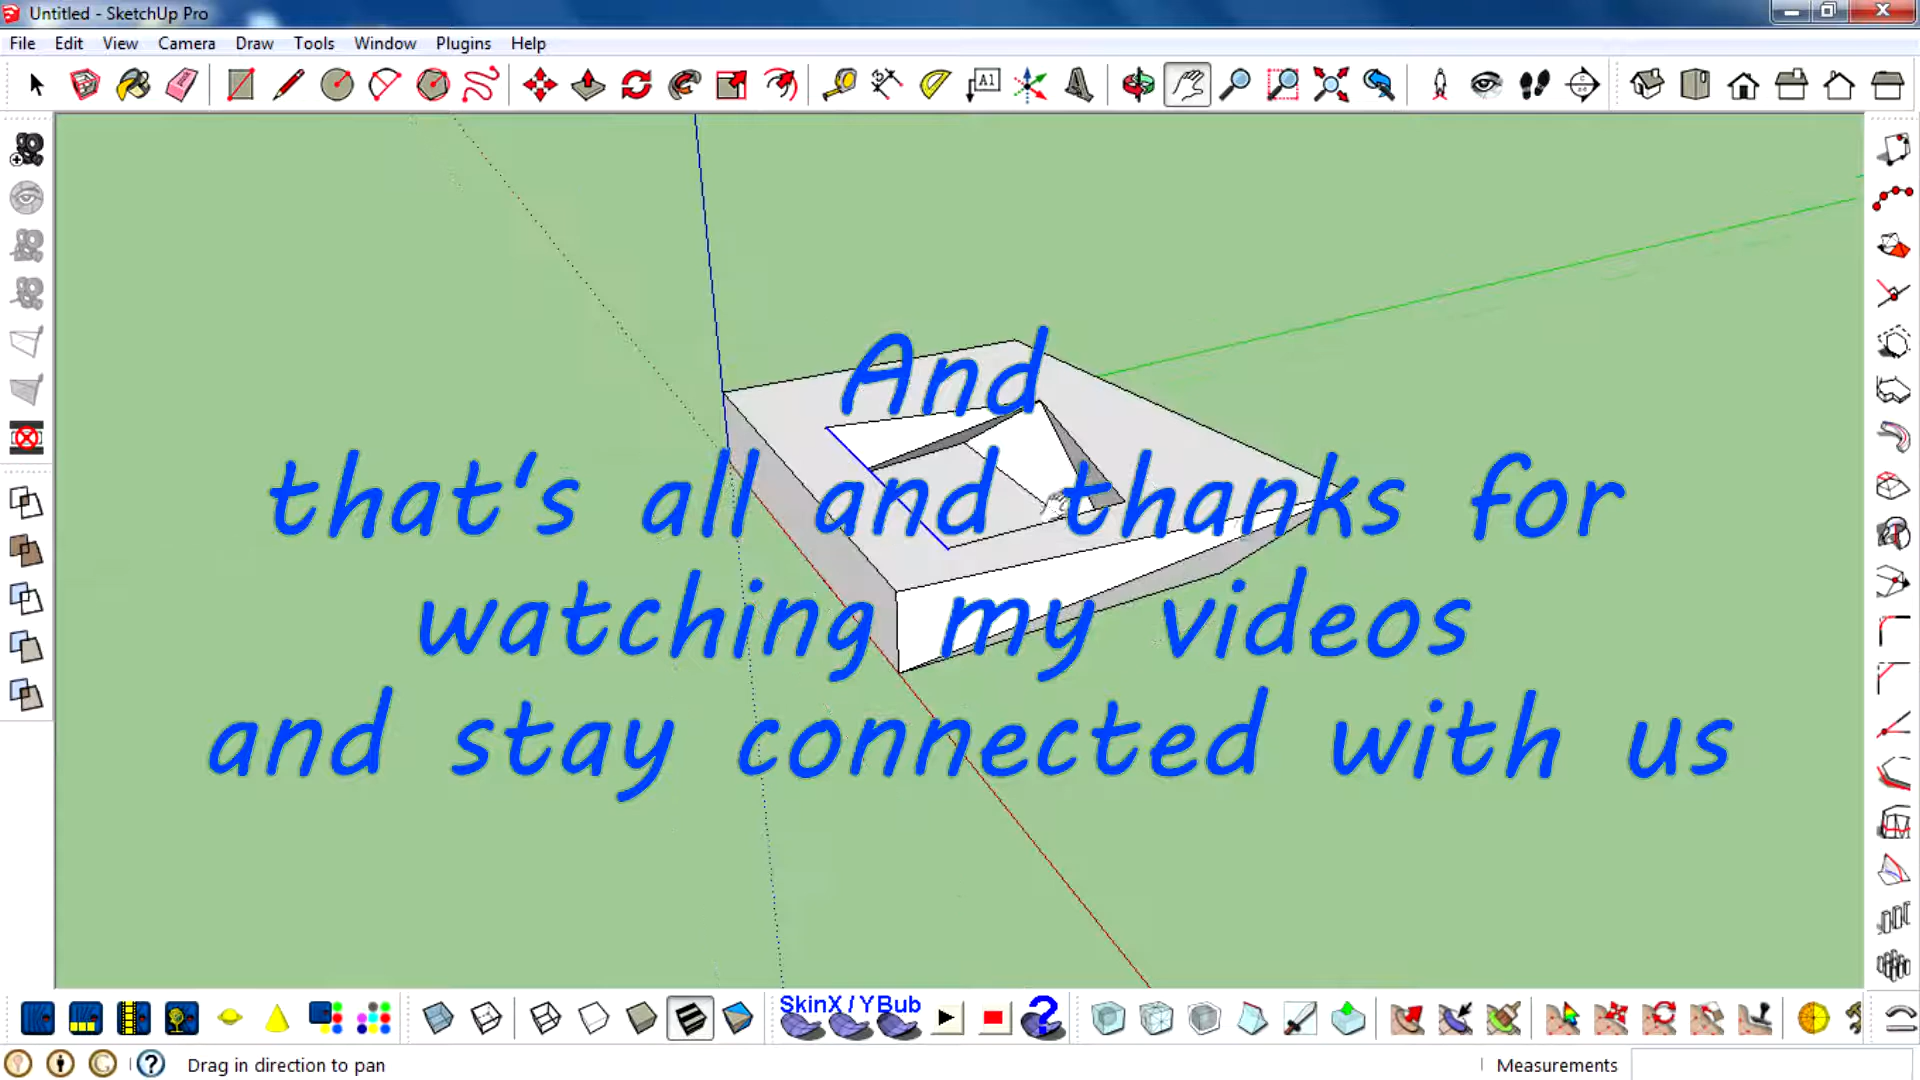 Untitled - SketchUp Pro
File Edit View Camera Draw Tools Window Plugins Help
A1
And
that's all and thanks for
watching my videos
and stay connected with us
SkinX / YBub
Drag in direction to pan
Measurements